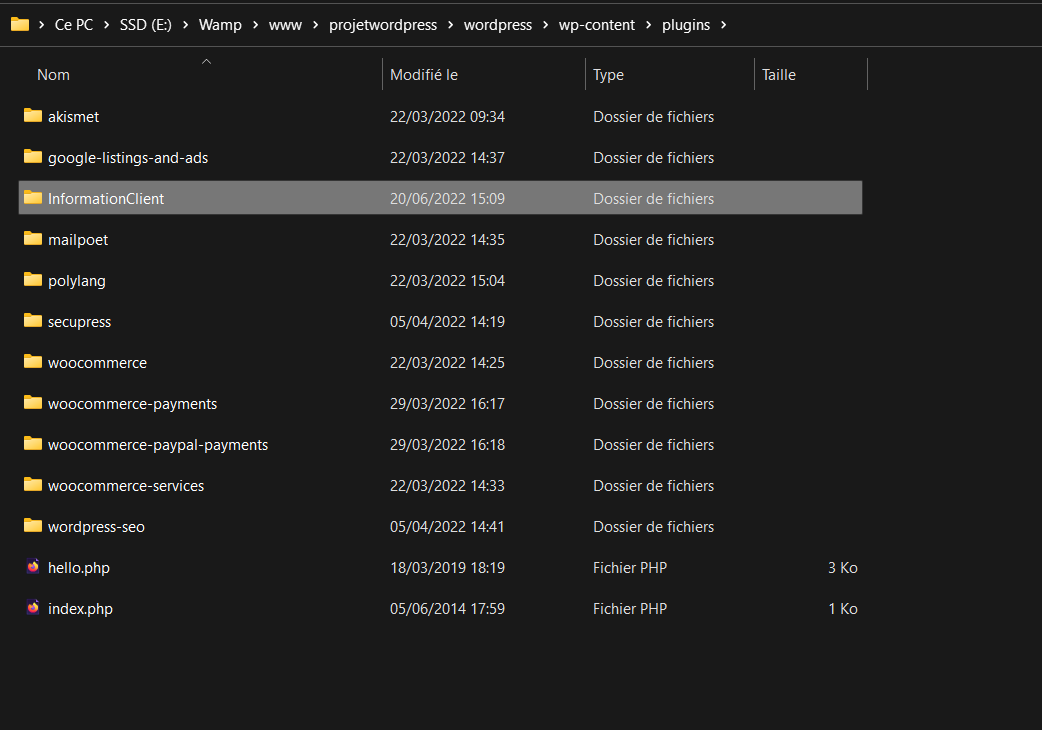 Ce PC > SSD (E:) > Wamp > www > projetwordpress > wordpress > wp-content > plugins >
Nom Modifié le Type Taille
akismet 22/03/2022 09:34 Dossier de fichiers
google-listings-and-ads 22/03/2022 14:37 Dossier de fichiers
InformationClient 20/06/2022 15:09 Dossier de fichiers
mailpoet 22/03/2022 14:35 Dossier de fichiers
polylang 22/03/2022 15:04 Dossier de fichiers
secupress 05/04/2022 14:19 Dossier de fichiers
woocommerce 22/03/2022 14:25 Dossier de fichiers
woocommerce-payments 29/03/2022 16:17 Dossier de fichiers
woocommerce-paypal-payments 29/03/2022 16:18 Dossier de fichiers
woocommerce-services 22/03/2022 14:33 Dossier de fichiers
wordpress-seo 05/04/2022 14:41 Dossier de fichiers
hello.php 18/03/2019 18:19 Fichier PHP 3 Ko
index.php 05/06/2014 17:59 Fichier PHP 1 Ko